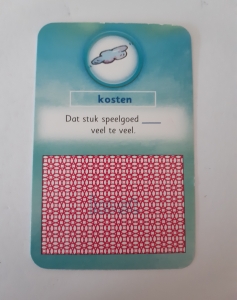 kosten
Dat stuk speelgoed ____
veel te veel.